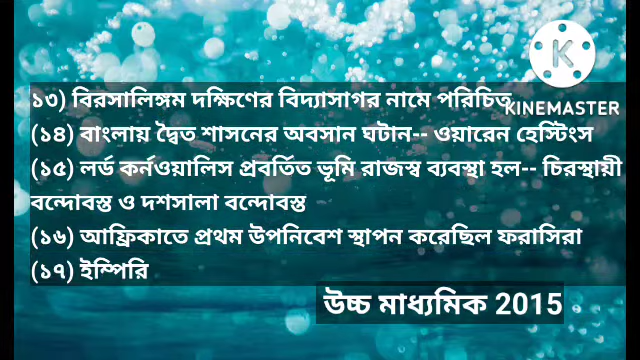 ১৩) বিরসালিঙ্গম দক্ষিণের বিদ্যাসাগর নামে পরিচিত
KINEMASTER
(১৪) বাংলায় দ্বৈত শাসনের অবসান ঘটান-- ওয়ারেন হেস্টিংস
(১৫) লর্ড কর্নওয়ালিস প্রবর্তিত ভূমি রাজস্ব ব্যবস্থা হল-- চিরস্থায়ী
বন্দোবস্ত ও দশসালা বন্দোবস্ত
(১৬) আফ্রিকাতে প্রথম উপনিবেশ স্থাপন করেছিল ফরাসিরা
(১৭) ইম্পিরি
উচ্চ মাধ্যমিক 2015